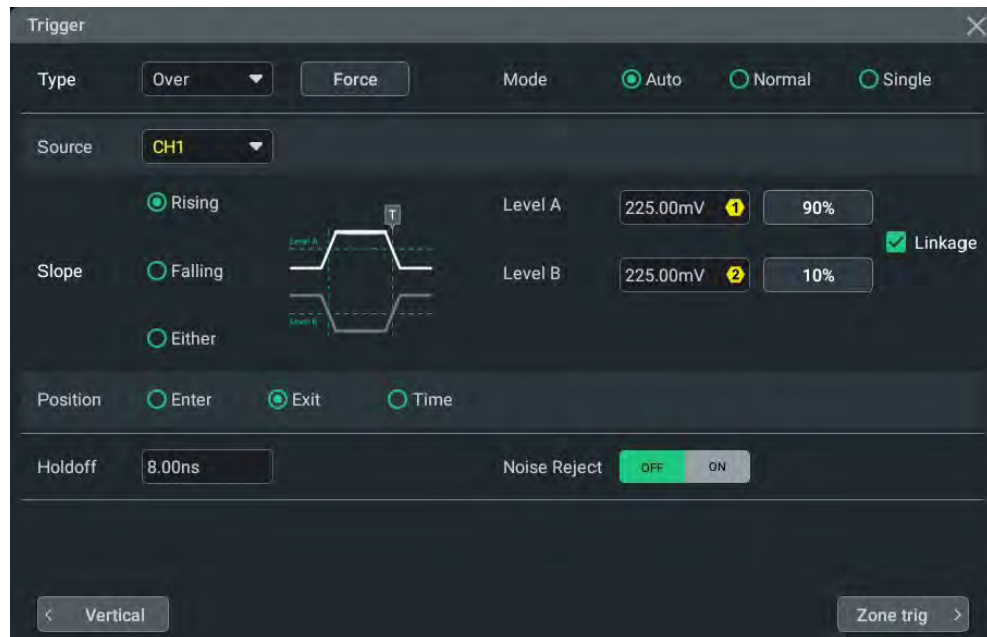 Trigger
Type Over Force Mode Auto Normal Single
Source CH1
Rising
T
Level A 225.00mV 1 90%
Level A
Linkage
Slope Falling
Level B 225.00mV 2 10%
Either
Position Enter Exit Time
Holdoff 8.00ns Noise Reject OFF ON
< Vertical Zone trig >